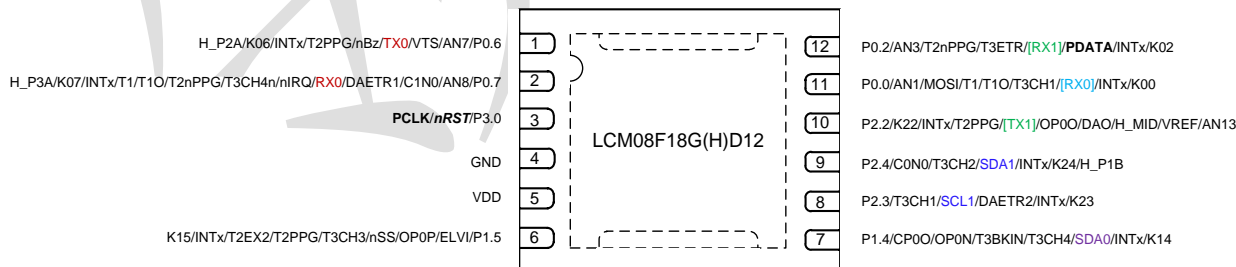 H_P2A/K06/INTx/T2PPG/nBz/TX0/VTS/AN7/P0.6 1
H_P3A/K07/INTx/T1/T1O/T2nPPG/T3CH4n/nIRQ/RX0/DAETR1/C1N0/AN8/P0.7 2
PCLK/nRST/P3.0 3
GND 4
VDD 5
K15/INTx/T2EX2/T2PPG/T3CH3/nSS/OP0P/ELVI/P1.5 6
LCM08F18G(H)D12
12 P0.2/AN3/T2nPPG/T3ETR/[RX1]/PDATA/INTx/K02
11 P0.0/AN1/MOSI/T1/T1O/T3CH1/[RX0]/INTx/K00
10 P2.2/K22/INTx/T2PPG/[TX1]/OP0O/DAO/H_MID/VREF/AN13
9 P2.4/C0N0/T3CH2/SDA1/INTx/K24/H_P1B
8 P2.3/T3CH1/SCL1/DAETR2/INTx/K23
7 P1.4/CP0O/OP0N/T3BKIN/T3CH4/SDA0/INTx/K14